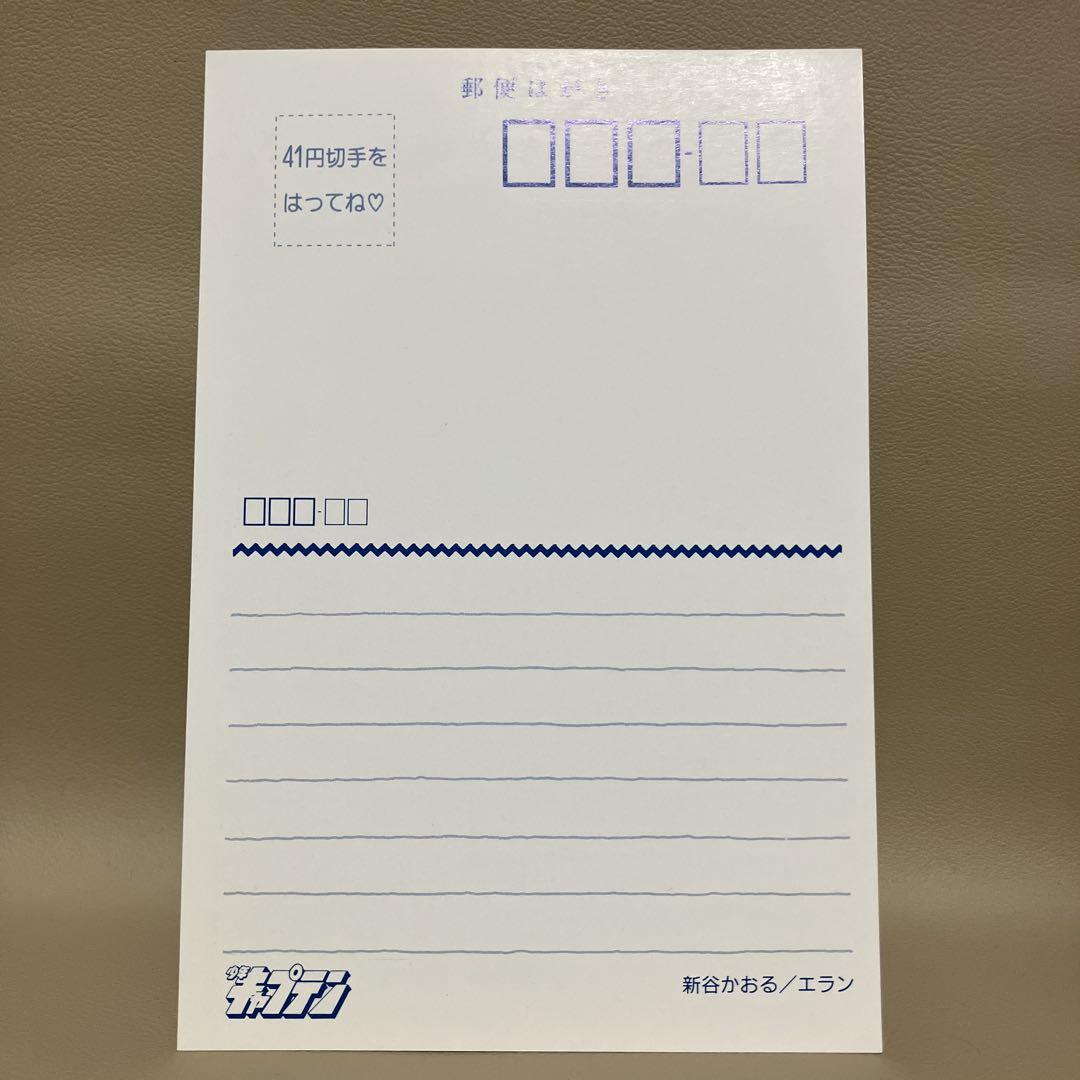 郵便はがき
41円切手を
はってね♡
少年キャプテン
新谷かおる/エラン